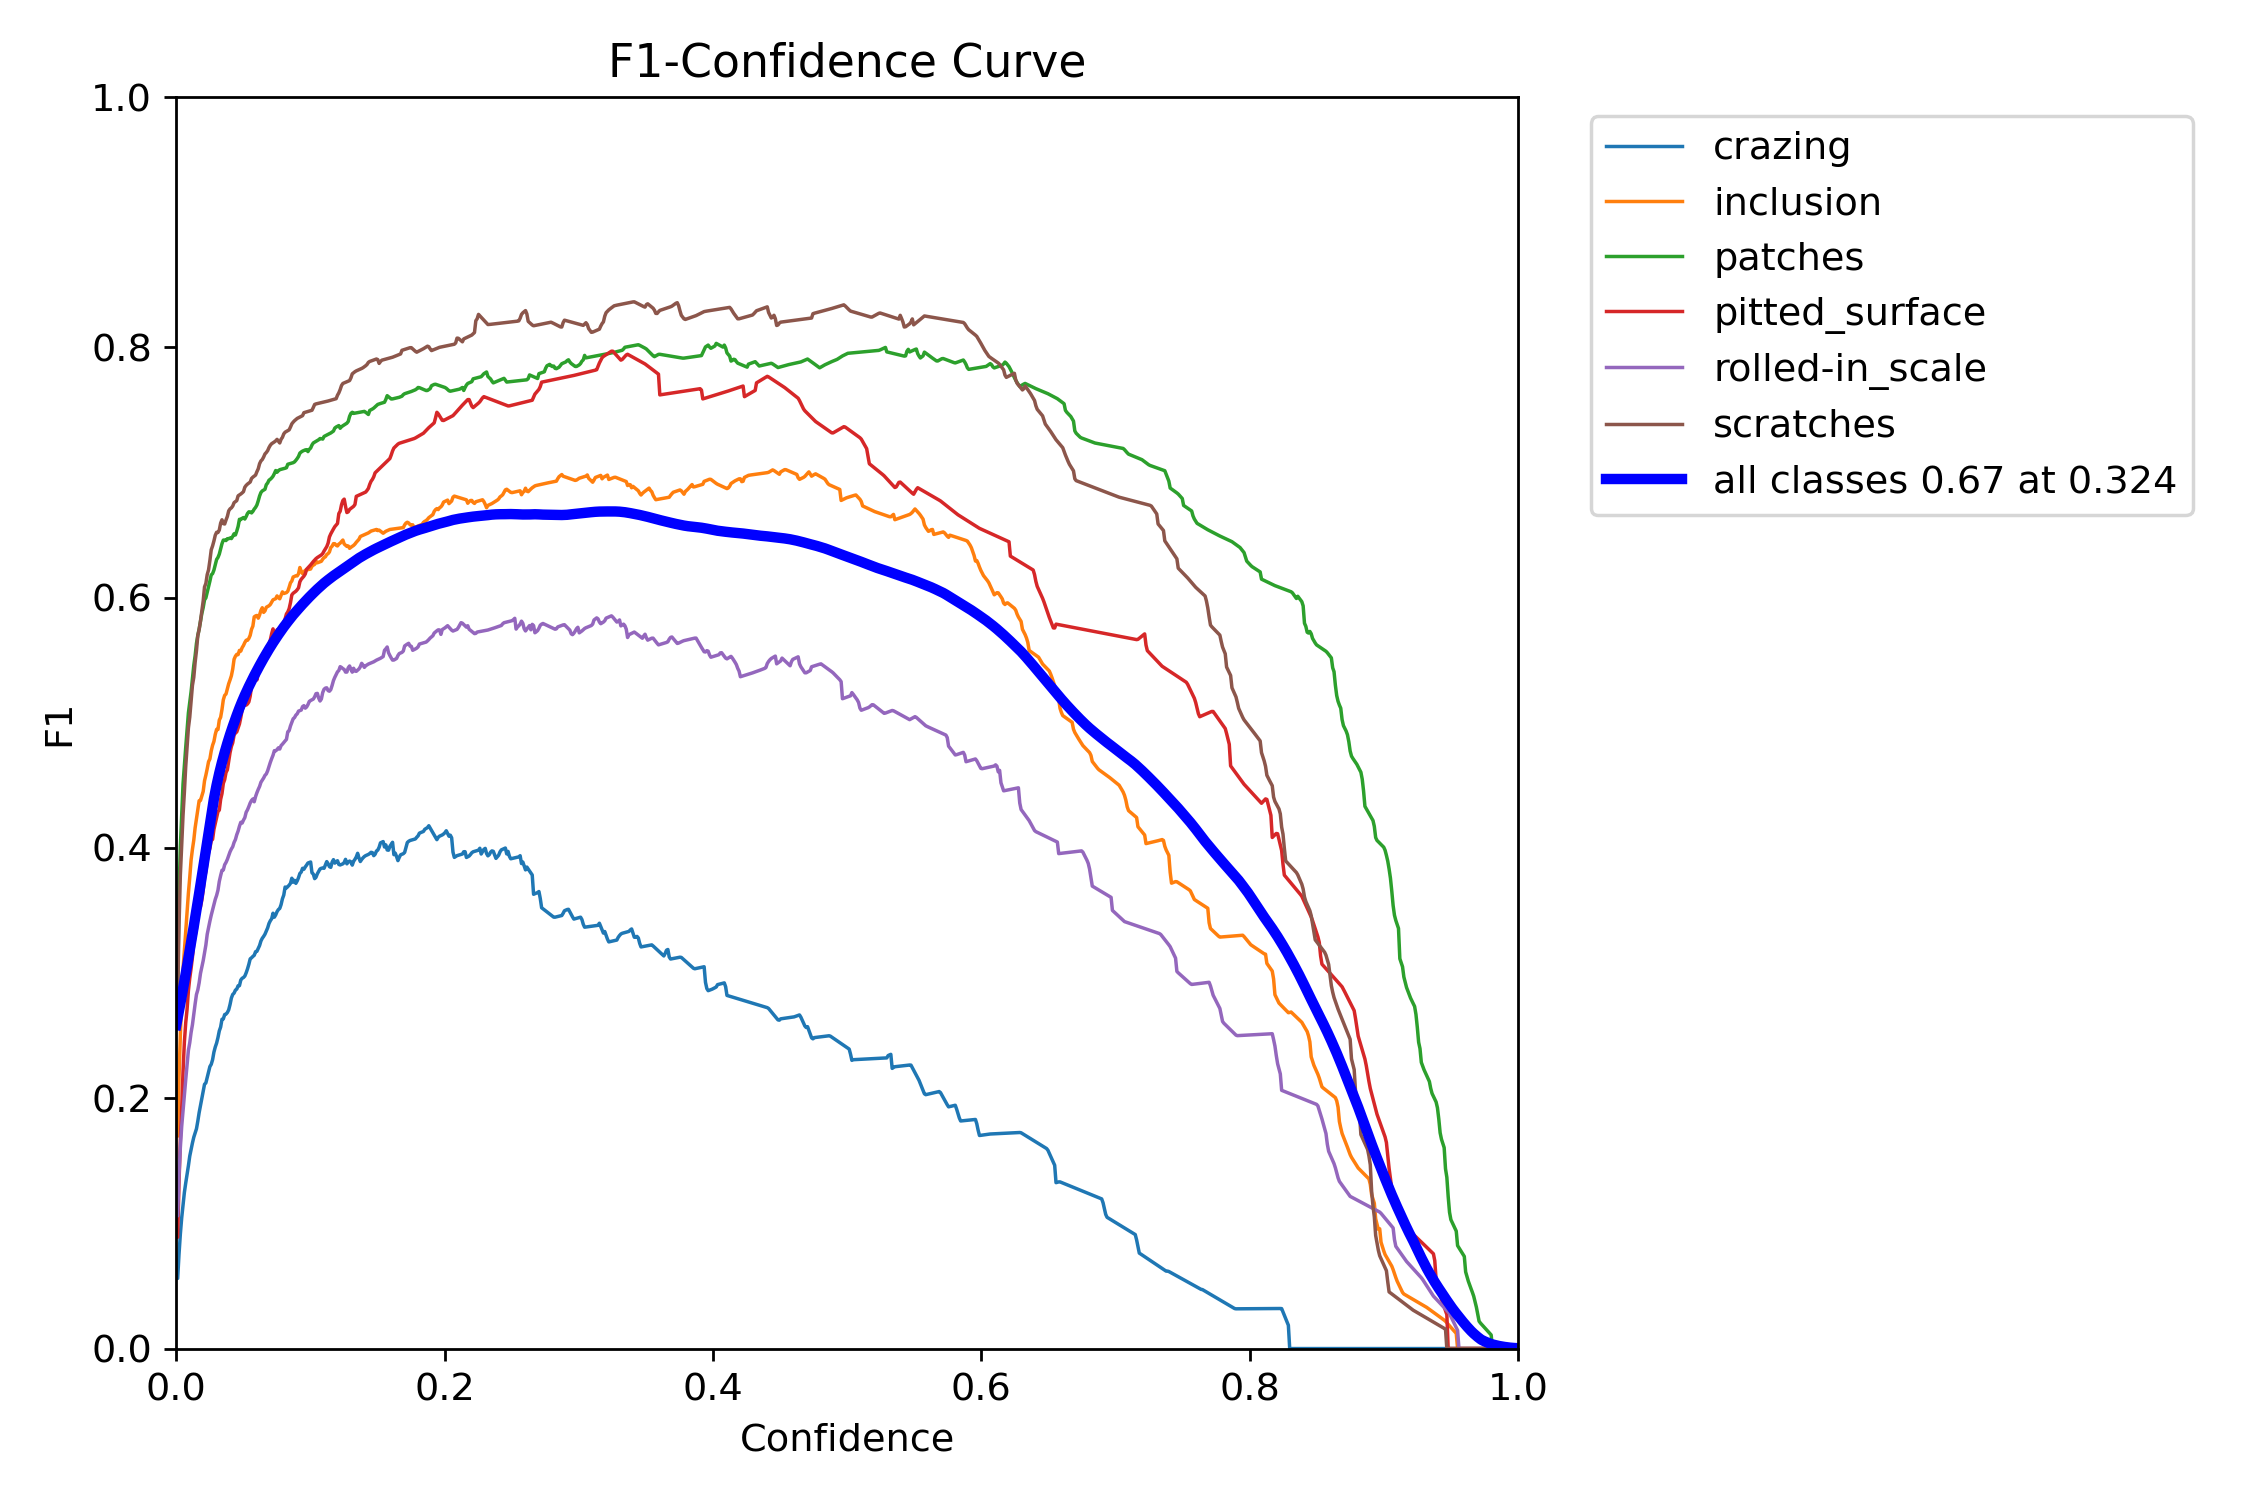 F1-Confidence Curve
1.0
0.8
0.6
0.4
0.2
0.0
F1
0.0 0.2 0.4 0.6 0.8 1.0
Confidence
crazing
inclusion
patches
pitted_surface
rolled-in_scale
scratches
all classes 0.67 at 0.324